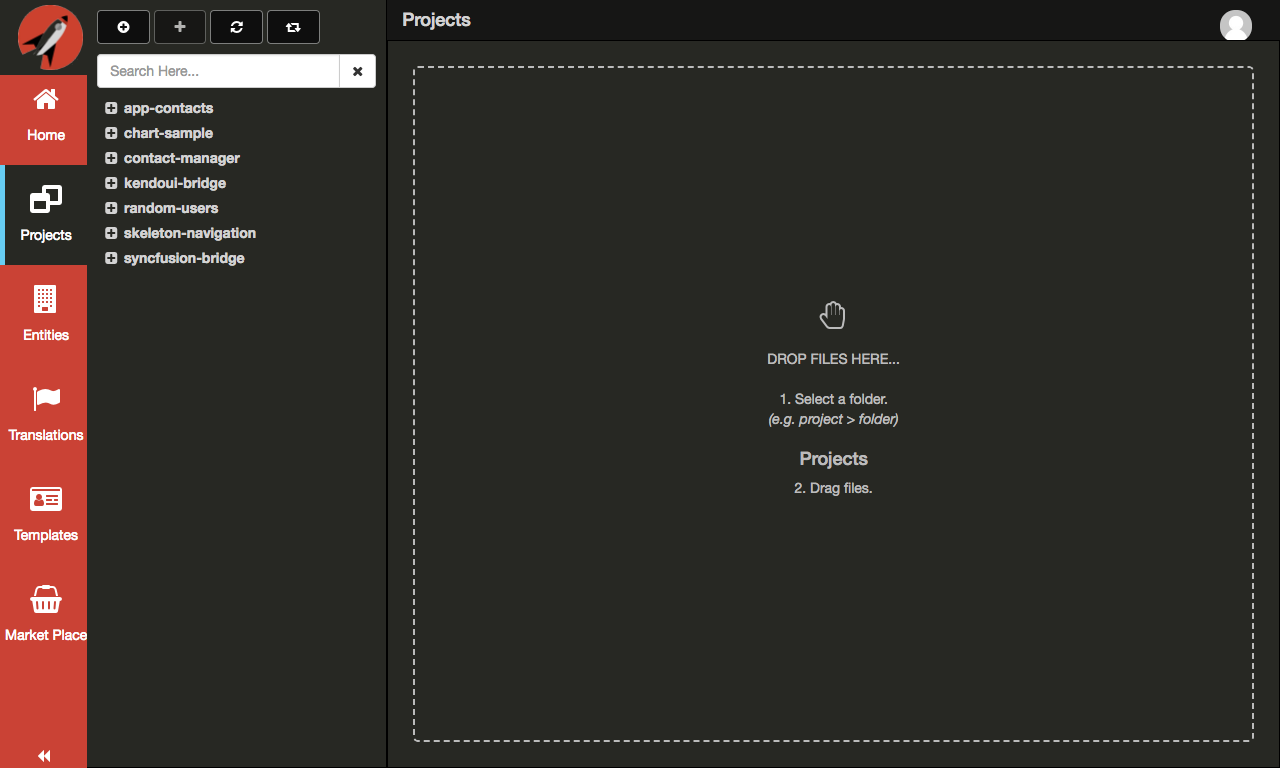 Projects
Search Here...
Home
Projects
Entities
Translations
Templates
Market Place
app-contacts
chart-sample
contact-manager
kendoui-bridge
random-users
skeleton-navigation
syncfusion-bridge
DROP FILES HERE...
1. Select a folder.
(e.g. project > folder)
Projects
2. Drag files.